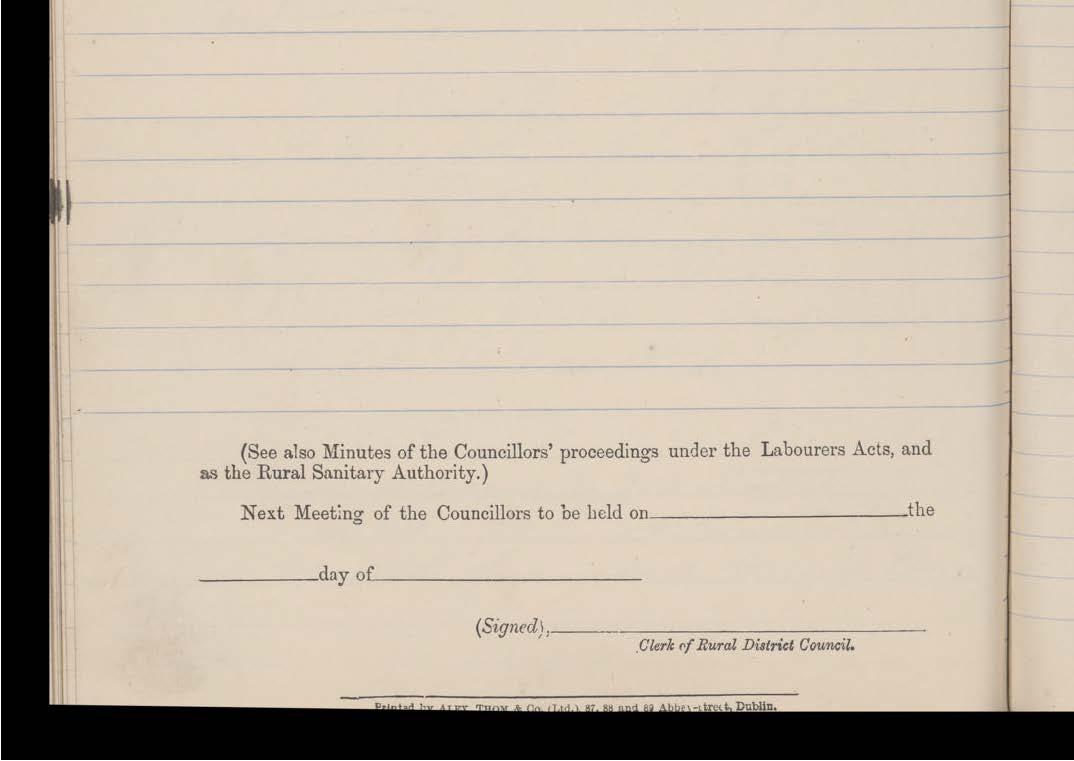 (See also Minutes of the Councillors' proceedings under the Labourers Acts, and
as the Rural Sanitary Authority.)
Next Meeting of the Councillors to be held on the
day of
(Signed),
Clerk of Rural District Council.
Printed by ALEX. THOM & Co. (Ltd.), 87, 88 and 89 Abbey-street, Dublin.